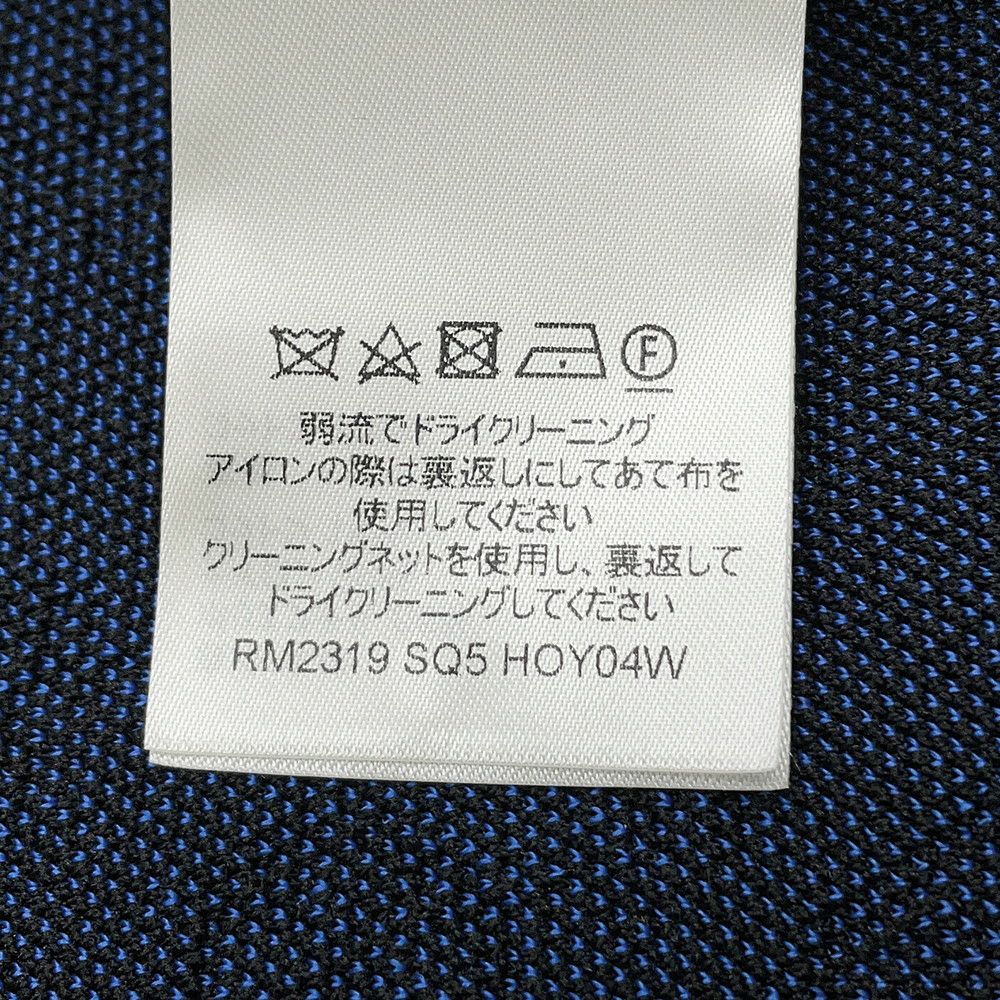 F
弱流でドライクリーニング
アイロンの際は裏返しにしてあて布を
使用してください
クリーニングネットを使用し、裏返して
ドライクリーニングしてください
RM2319 SQ5 HOY04W